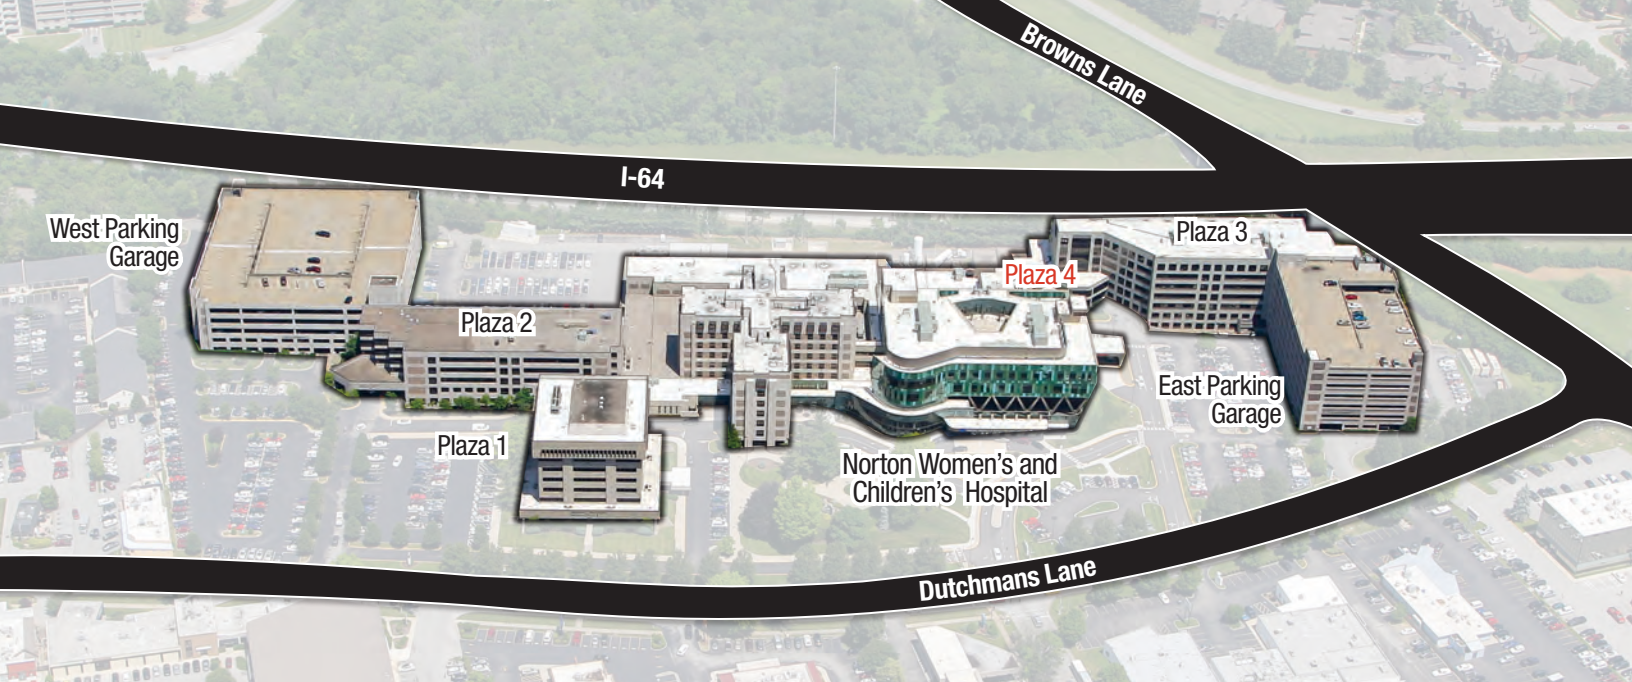 Browns Lane
I-64
West Parking
Garage
Plaza 3
Plaza 4
Plaza 2
East Parking
Garage
Plaza 1
Norton Women's and
Children's Hospital
Dutchmans Lane